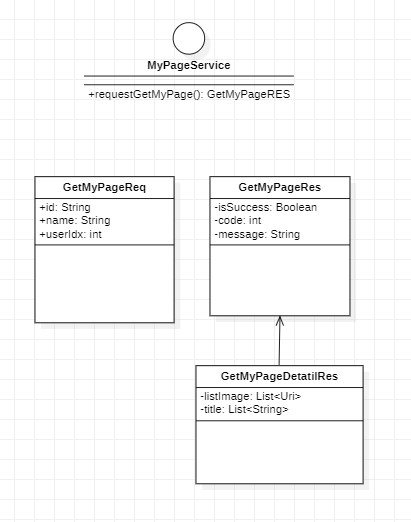 MyPageService
+requestGetMyPage(): GetMyPageRES
GetMyPageReq
+id: String
+name: String
+userIdx: int
GetMyPageRes
-isSuccess: Boolean
-code: int
-message: String
GetMyPageDetatilRes
-listImage: List<Uri>
-title: List<String>